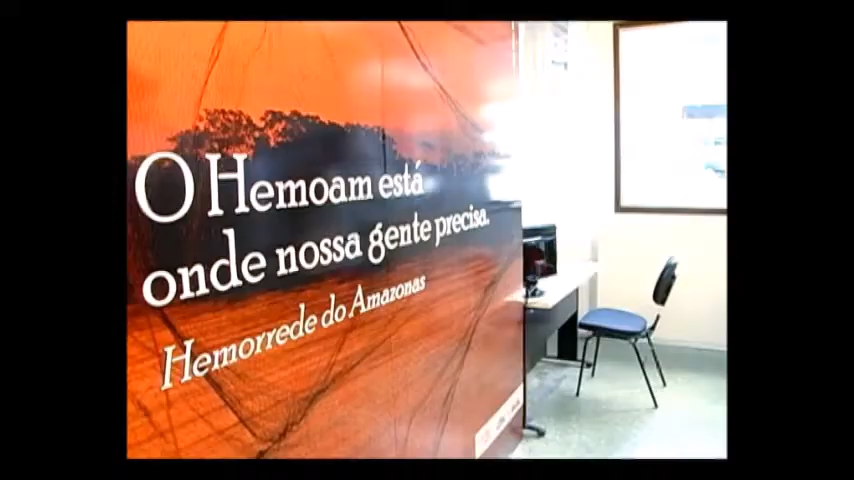 O Hemoam está
onde nossa gente precisa.
Hemorrede do Amazonas